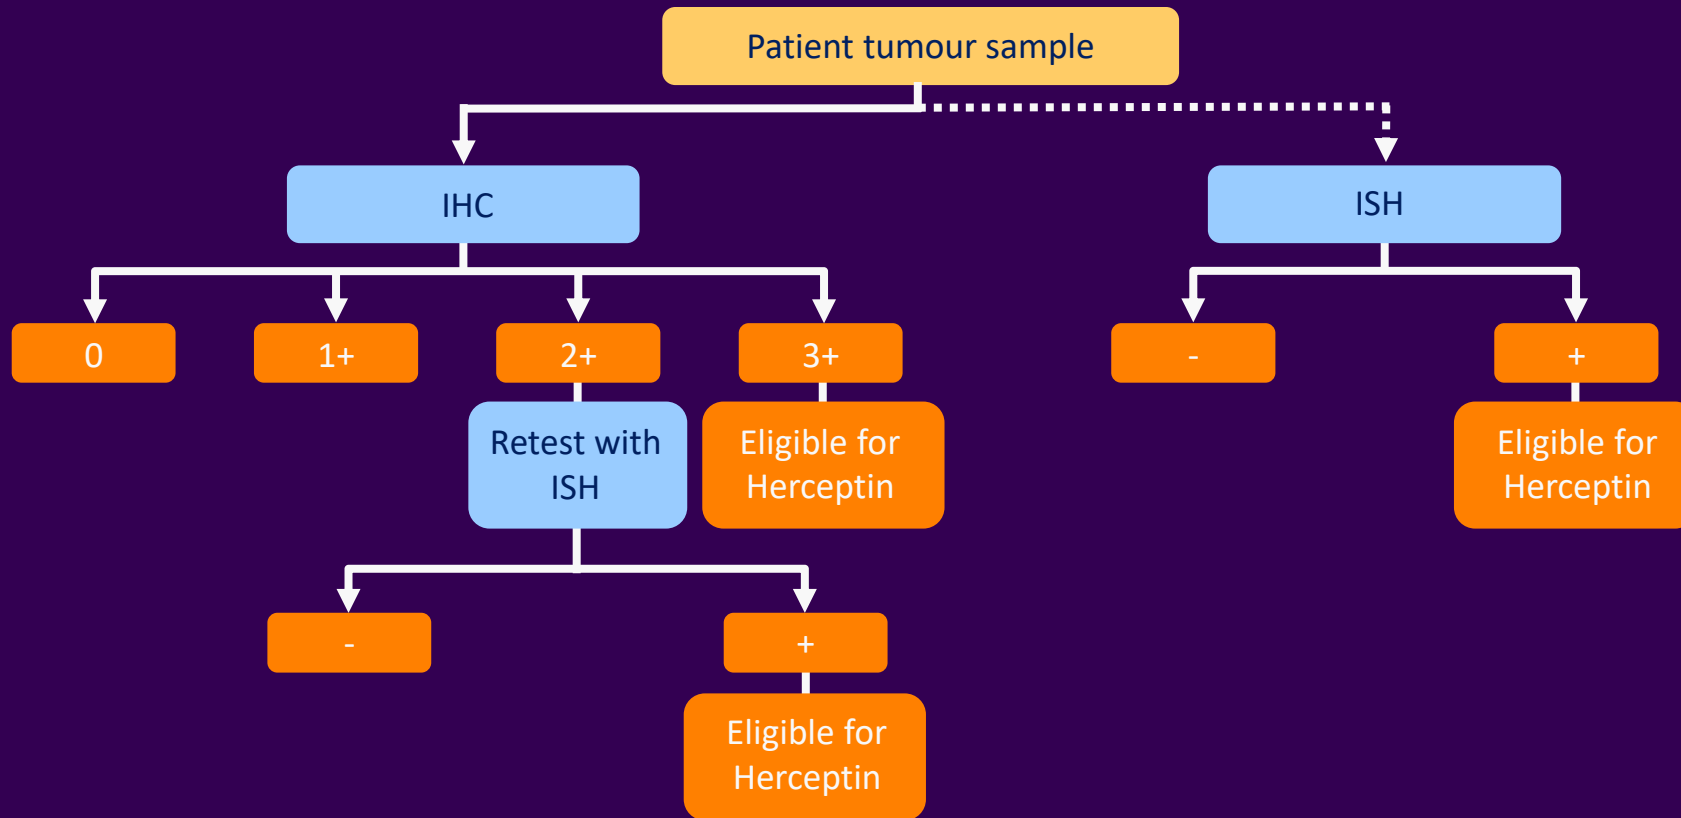 Patient tumour sample
IHC
ISH
0
1+
2+
3+
-
+
Retest with
ISH
Eligible for
Herceptin
Eligible for
Herceptin
-
+
Eligible for
Herceptin